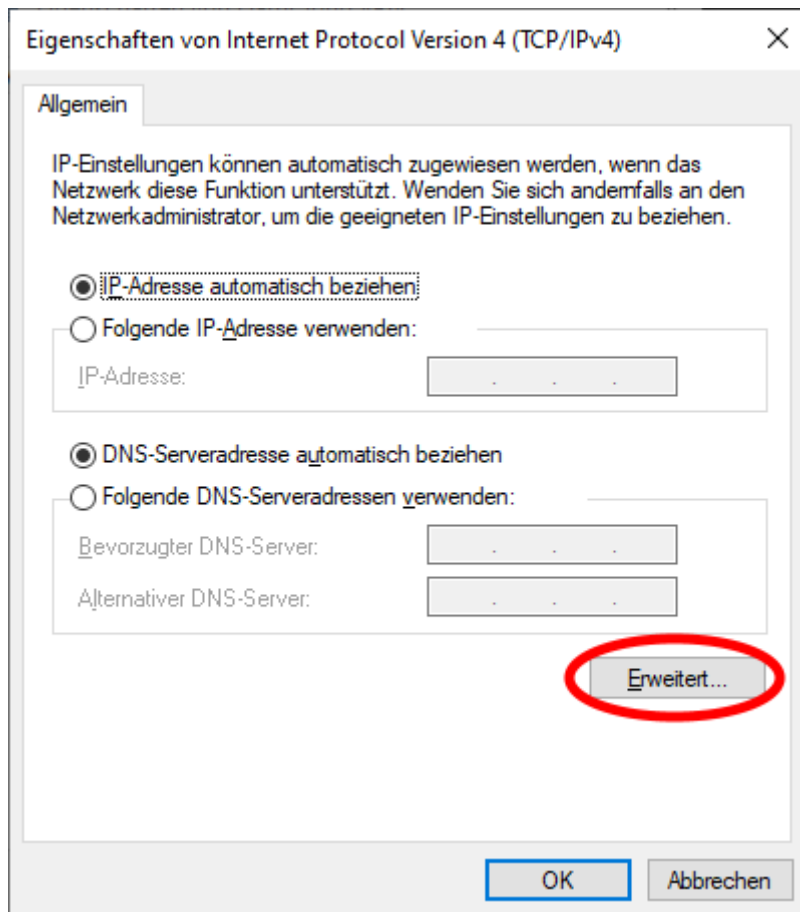 Eigenschaften von Internet Protocol Version 4 (TCP/IPv4)
Allgemein
IP-Einstellungen können automatisch zugewiesen werden, wenn das
Netzwerk diese Funktion unterstützt. Wenden Sie sich andernfalls an den
Netzwerkadministrator, um die geeigneten IP-Einstellungen zu beziehen.
IP-Adresse automatisch beziehen
Folgende IP-Adresse verwenden:
IP-Adresse:
DNS-Serveradresse automatisch beziehen
Folgende DNS-Serveradressen verwenden:
Bevorzugter DNS-Server:
Alternativer DNS-Server:
Erweitert...
OK Abbrechen